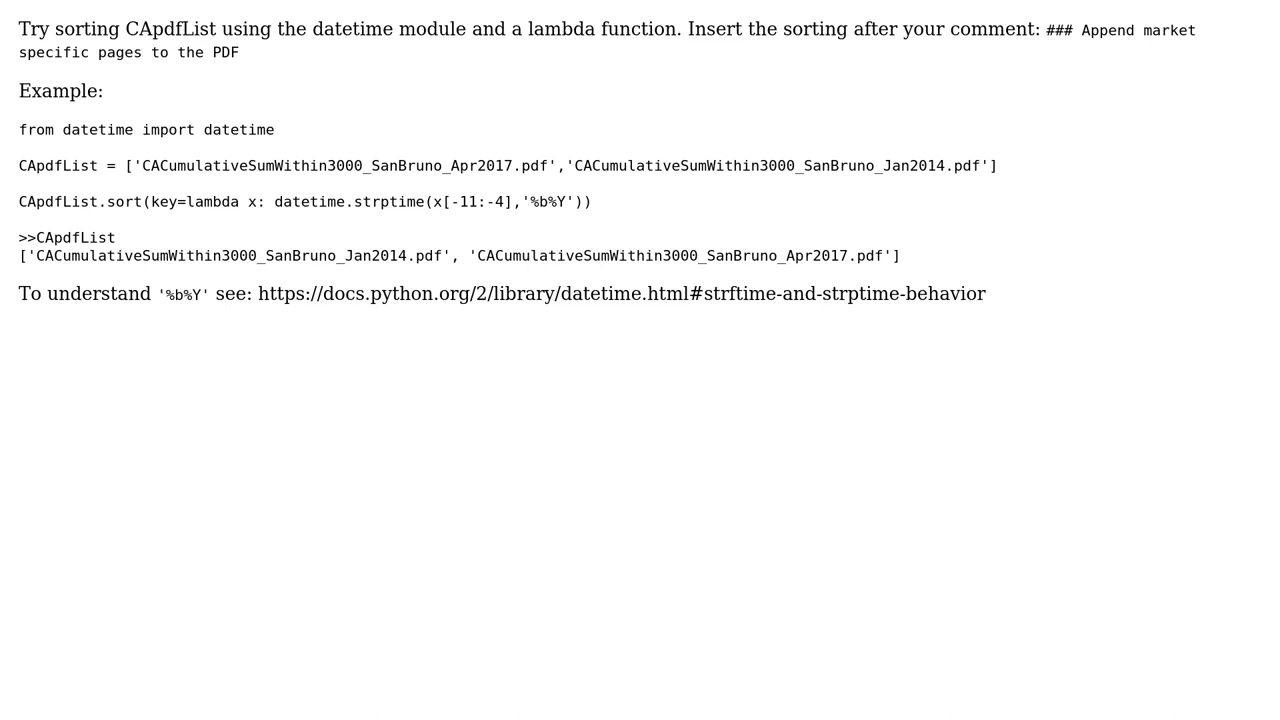 Try sorting CApdfList using the datetime module and a lambda function. Insert the sorting after your comment: ### Append market
specific pages to the PDF
Example:
from datetime import datetime
CApdfList = ['CACumulativeSumWithin3000_SanBruno_Apr2017.pdf','CACumulativeSumWithin3000_SanBruno_Jan2014.pdf']
CApdfList.sort(key=lambda x: datetime.strptime(x[-11:-4],'%b%Y'))
>>CApdfList
['CACumulativeSumWithin3000_SanBruno_Jan2014.pdf', 'CACumulativeSumWithin3000_SanBruno_Apr2017.pdf']
To understand '%b%Y' see: https://docs.python.org/2/library/datetime.html#strftime-and-strptime-behavior